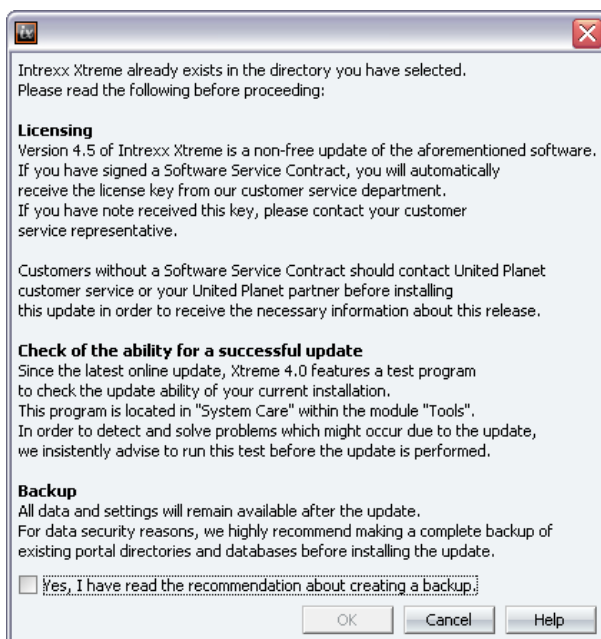 ix
Intrexx Xtreme already exists in the directory you have selected.
Please read the following before proceeding:
Licensing
Version 4.5 of Intrexx Xtreme is a non-free update of the aforementioned software.
If you have signed a Software Service Contract, you will automatically
receive the license key from our customer service department.
If you have note received this key, please contact your customer
service representative.
Customers without a Software Service Contract should contact United Planet
customer service or your United Planet partner before installing
this update in order to receive the necessary information about this release.
Check of the ability for a successful update
Since the latest online update, Xtreme 4.0 features a test program
to check the update ability of your current installation.
This program is located in "System Care" within the module "Tools".
In order to detect and solve problems which might occur due to the update,
we insistently advise to run this test before the update is performed.
Backup
All data and settings will remain available after the update.
For data security reasons, we highly recommend making a complete backup of
existing portal directories and databases before installing the update.
Yes, I have read the recommendation about creating a backup.
OK Cancel Help